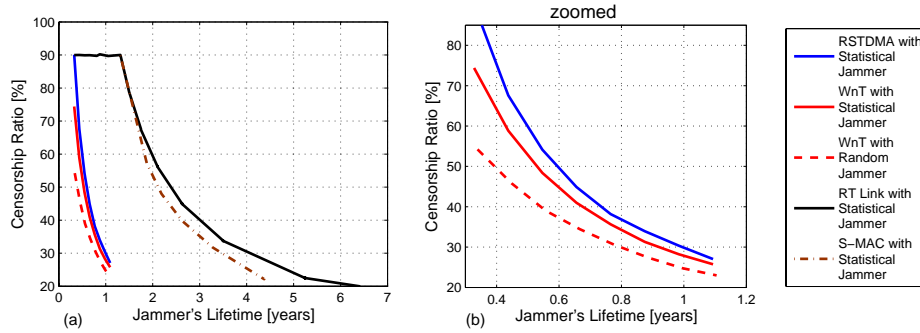 zoomed
100
90
80
70
60
50
40
30
20
0 1 2 3 4 5 6 7
Censorship Ratio [%]
Jammer's Lifetime [years]
(a)
80
70
60
50
40
30
20
0.4 0.6 0.8 1 1.2
Censorship Ratio [%]
Jammer's Lifetime [years]
(b)
RSTDMA with
Statistical
Jammer
WnT with
Statistical
Jammer
WnT with
Random
Jammer
RT Link with
Statistical
Jammer
S−MAC with
Statistical
Jammer